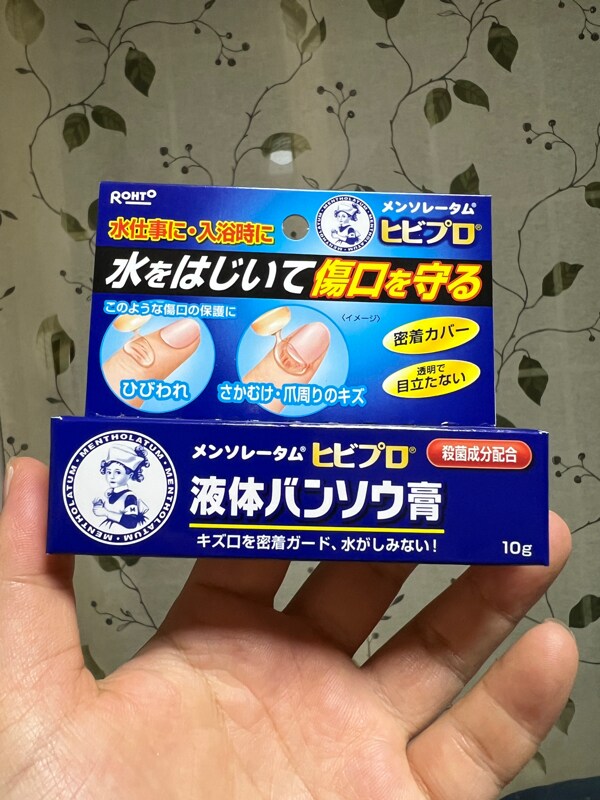 ROHTO
メンソレータム®
ヒビプロ®
水仕事に・入浴時に
水をはじいて傷口を守る
このような傷口の保護に
〈イメージ〉
密着カバー
透明で
目立たない
ひびわれ
さかむけ・爪周りのキズ
メンソレータム® ヒビプロ®
殺菌成分配合
液体バンソウ膏
キズ口を密着ガード、水がしみない!
10g
MENTHOLATUM・MENTHOLATUM・MENTHOLATUM・